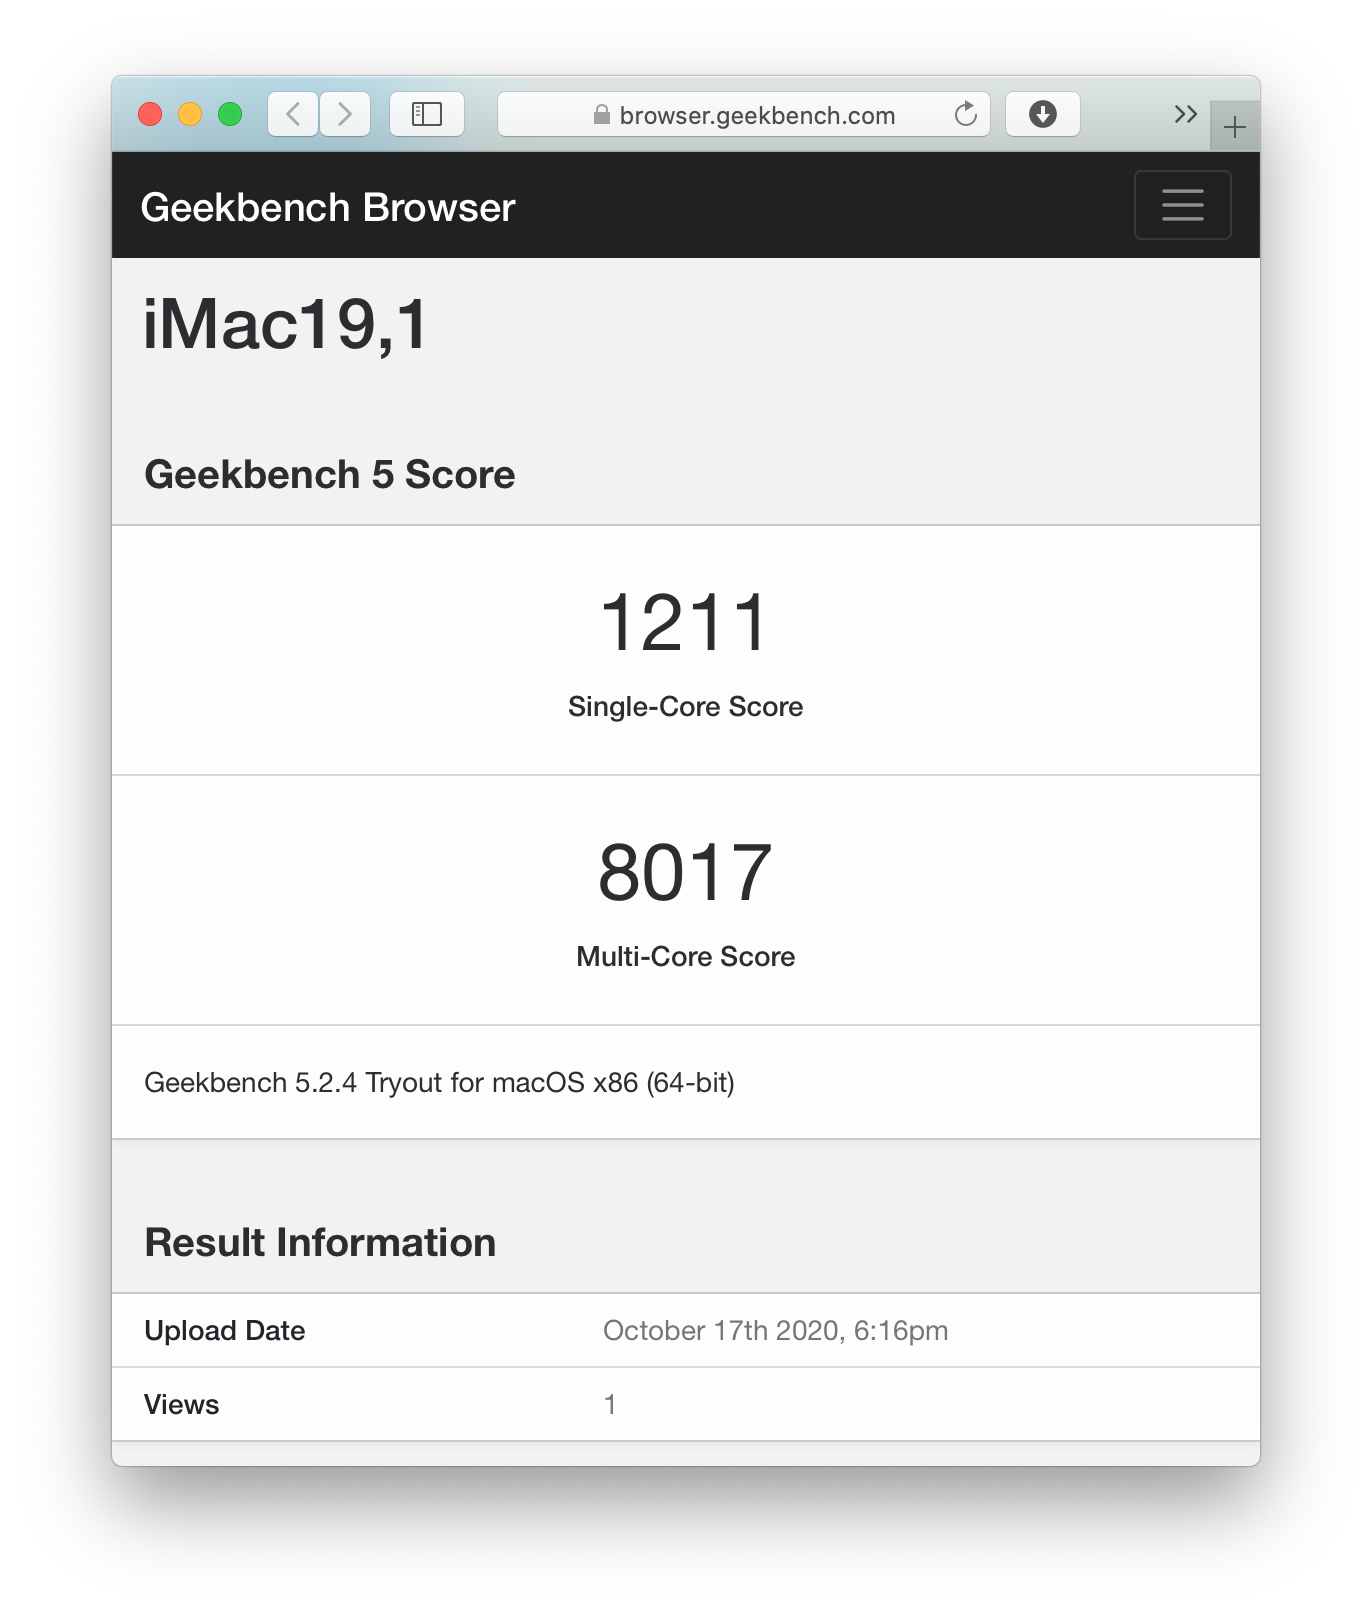 browser.geekbench.com
Geekbench Browser
iMac19,1
Geekbench 5 Score
1211
Single-Core Score
8017
Multi-Core Score
Geekbench 5.2.4 Tryout for macOS x86 (64-bit)
Result Information
Upload Date October 17th 2020, 6:16pm
Views 1